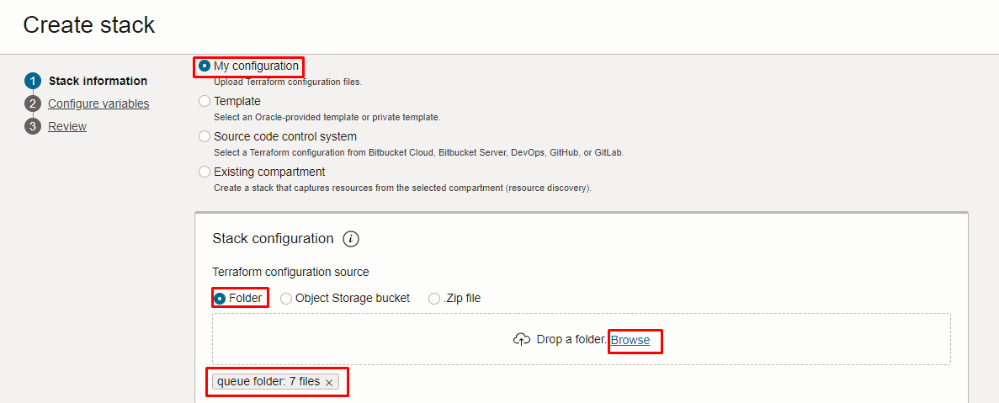 Create stack
1 Stack information
2 Configure variables
3 Review
My configuration
Upload Terraform configuration files.
Template
Select an Oracle-provided template or private template.
Source code control system
Select a Terraform configuration from Bitbucket Cloud, Bitbucket Server, DevOps, GitHub, or GitLab.
Existing compartment
Create a stack that captures resources from the selected compartment (resource discovery).
Stack configuration i
Terraform configuration source
Folder Object Storage bucket .Zip file
Drop a folder. Browse
queue folder: 7 files ×